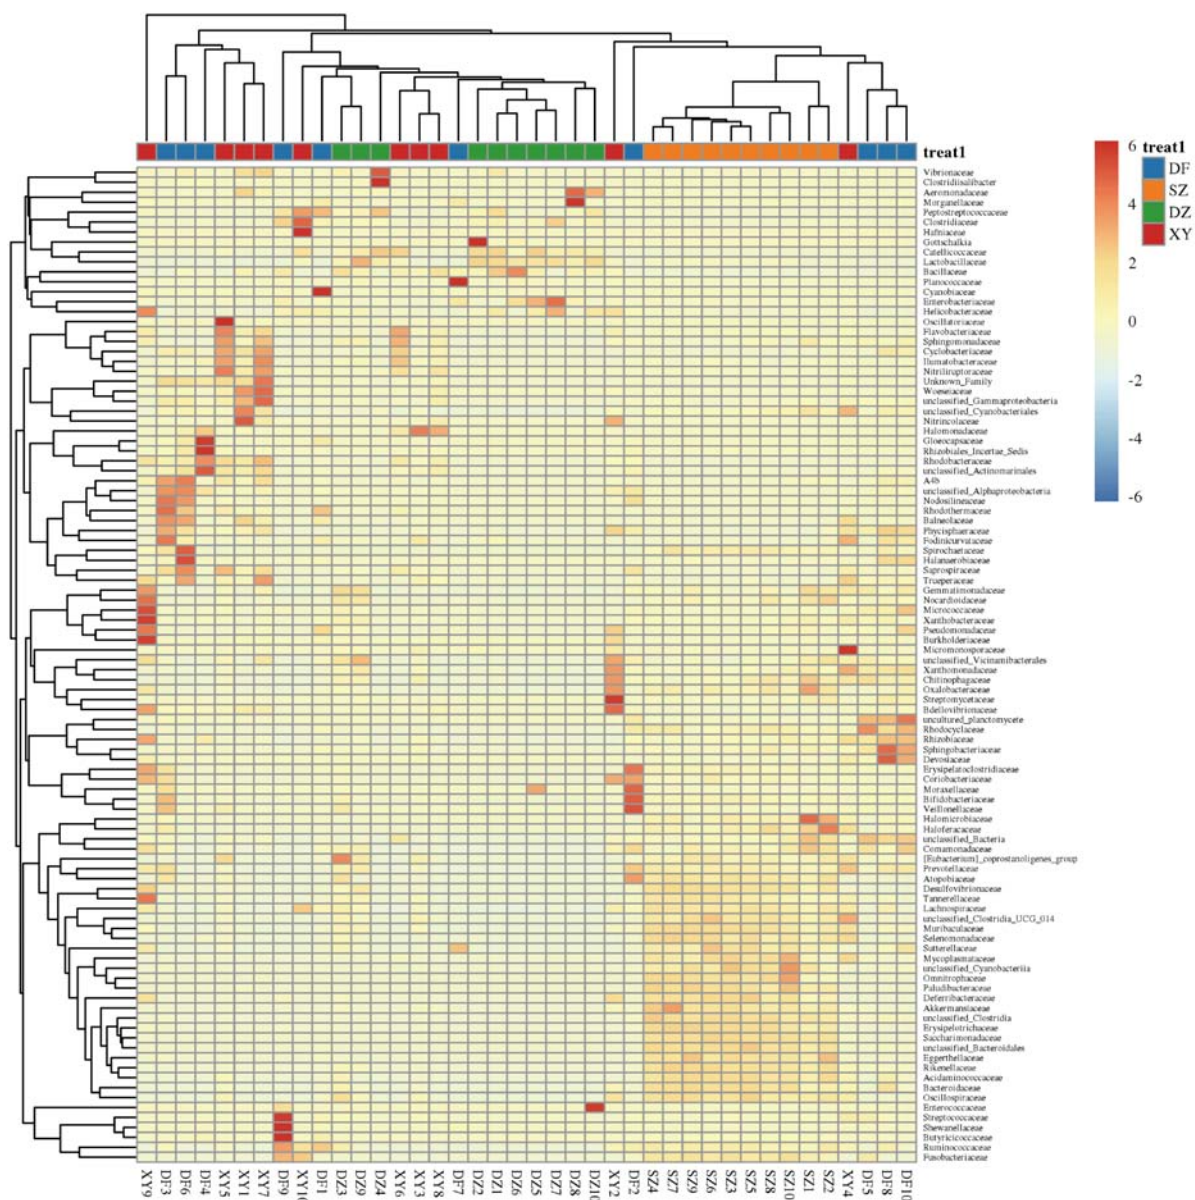 treat1
Vibrionaceae
Clostridiisalibacter
Aeromonadaceae
Morganellaceae
Peptostreptococcaceae
Clostridiaceae
Hafniaceae
Gottschalkia
Catellicoccaceae
Lactobacillaceae
Bacillaceae
Planococcaceae
Cyanobiaceae
Enterobacteriaceae
Helicobacteraceae
Oscillatoriaceae
Flavobacteriaceae
Sphingomonadaceae
Cyclobacteriaceae
Ilumatobacteraceae
Nitriliruptoraceae
Unknown_Family
Woeseiaceae
unclassified_Gammaproteobacteria
unclassified_Cyanobacteriales
Nitrincolaceae
Halomonadaceae
Gloeocapsaceae
Rhizobiales_Incertae_Sedis
Rhodobacteraceae
unclassified_Actinomarinales
A4b
unclassified_Alphaproteobacteria
Nodosilineaceae
Rhodothermaceae
Balneolaceae
Phycisphaeraceae
Fodinicurvataceae
Spirochaetaceae
Halanaerobiaceae
Saprospiraceae
Trueperaceae
Gemmatimonadaceae
Nocardioidaceae
Micrococcaceae
Xanthobacteraceae
Pseudomonadaceae
Burkholderiaceae
Micromonosporaceae
unclassified_Vicinamibacterales
Xanthomonadaceae
Chitinophagaceae
Oxalobacteraceae
Streptomycetaceae
Bdellovibrionaceae
uncultured_planctomycete
Rhodocyclaceae
Rhizobiaceae
Sphingobacteriaceae
Devosiaceae
Erysipelatoclostridiaceae
Coriobacteriaceae
Moraxellaceae
Bifidobacteriaceae
Veillonellaceae
Halomicrobiaceae
Haloferacaceae
unclassified_Bacteria
Comamonadaceae
[Eubacterium]_coprostanoligenes_group
Prevotellaceae
Atopobiaceae
Desulfovibrionaceae
Tannerellaceae
Lachnospiraceae
unclassified_Clostridia_UCG_014
Muribaculaceae
Selenomonadaceae
Sutterellaceae
Mycoplasmataceae
unclassified_Cyanobacteriia
Omnitrophaceae
Paludibacteraceae
Deferribacteraceae
Akkermansiaceae
unclassified_Clostridia
Erysipelotrichaceae
Saccharimonadaceae
unclassified_Bacteroidales
Eggerthellaceae
Rikenellaceae
Acidaminococcaceae
Bacteroidaceae
Oscillospiraceae
Enterococcaceae
Streptococcaceae
Shewanellaceae
Butyricicoccaceae
Ruminococcaceae
Fusobacteriaceae
XY9 DF3 DF6 DF4 XY5 XY1 XY7 DF9 XY10 DF1 DZ3 DZ9 DZ4 XY6 XY3 XY8 DF7 DZ2 DZ1 DZ6 DZ5 DZ7 DZ8 DZ10 XY2 DF2 SZ4 SZ7 SZ9 SZ6 SZ3 SZ5 SZ8 SZ10 SZ1 SZ2 XY4 DF5 DF8 DF10
6
4
2
0
-2
-4
-6
treat1
DF
SZ
DZ
XY